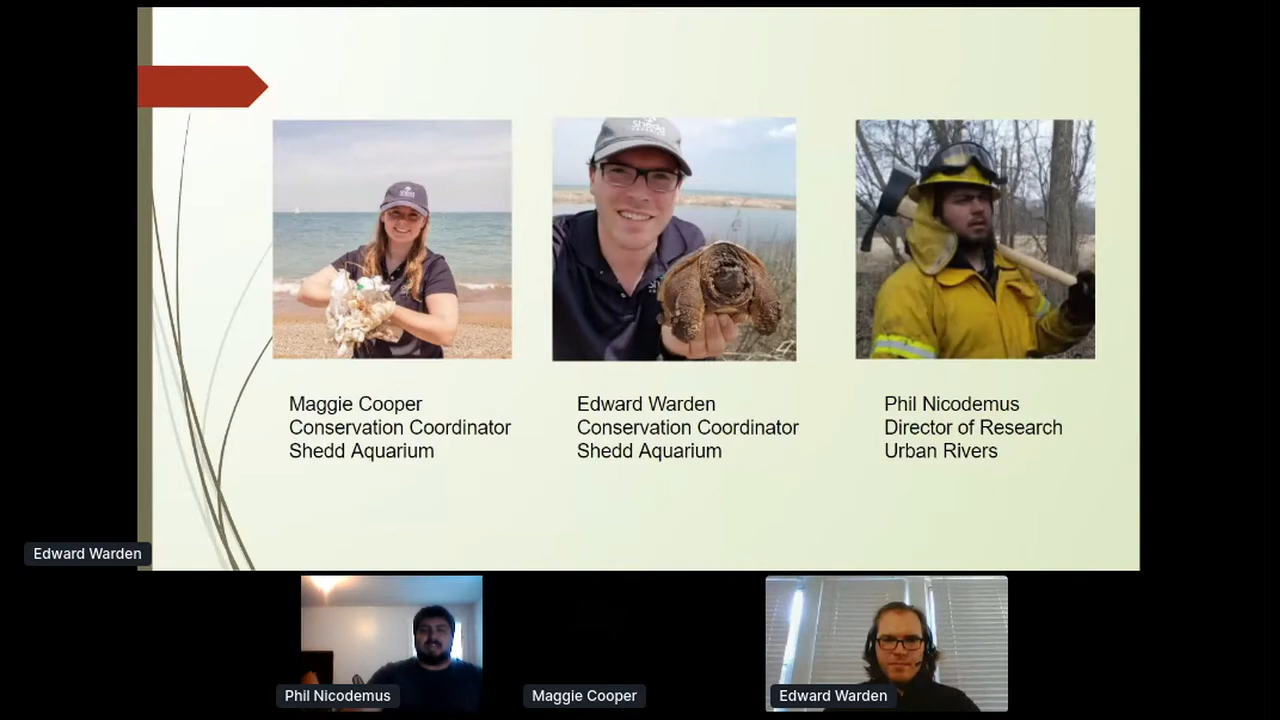 Shedd
Maggie Cooper
Conservation Coordinator
Shedd Aquarium
Edward Warden
Conservation Coordinator
Shedd Aquarium
Phil Nicodemus
Director of Research
Urban Rivers
Edward Warden
Phil Nicodemus
Maggie Cooper
Edward Warden